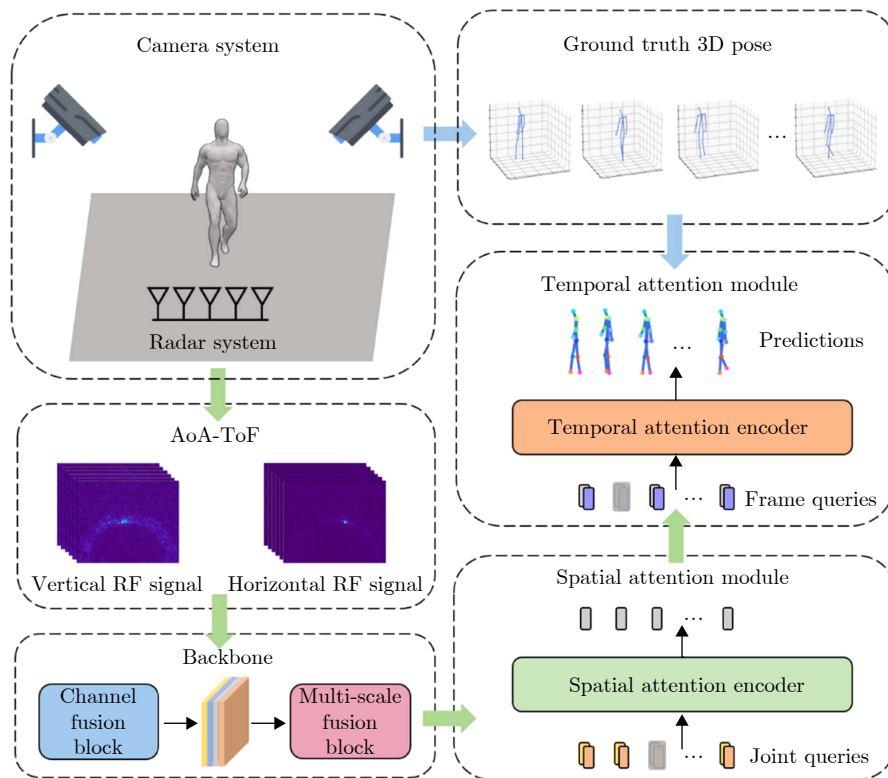 Camera system
Radar system
Ground truth 3D pose
...
Temporal attention module
... Predictions
Temporal attention encoder
... Frame queries
AoA-ToF
Vertical RF signal
Horizontal RF signal
Backbone
Channel
fusion
block
Multi-scale
fusion
block
Spatial attention module
...
Spatial attention encoder
... Joint queries